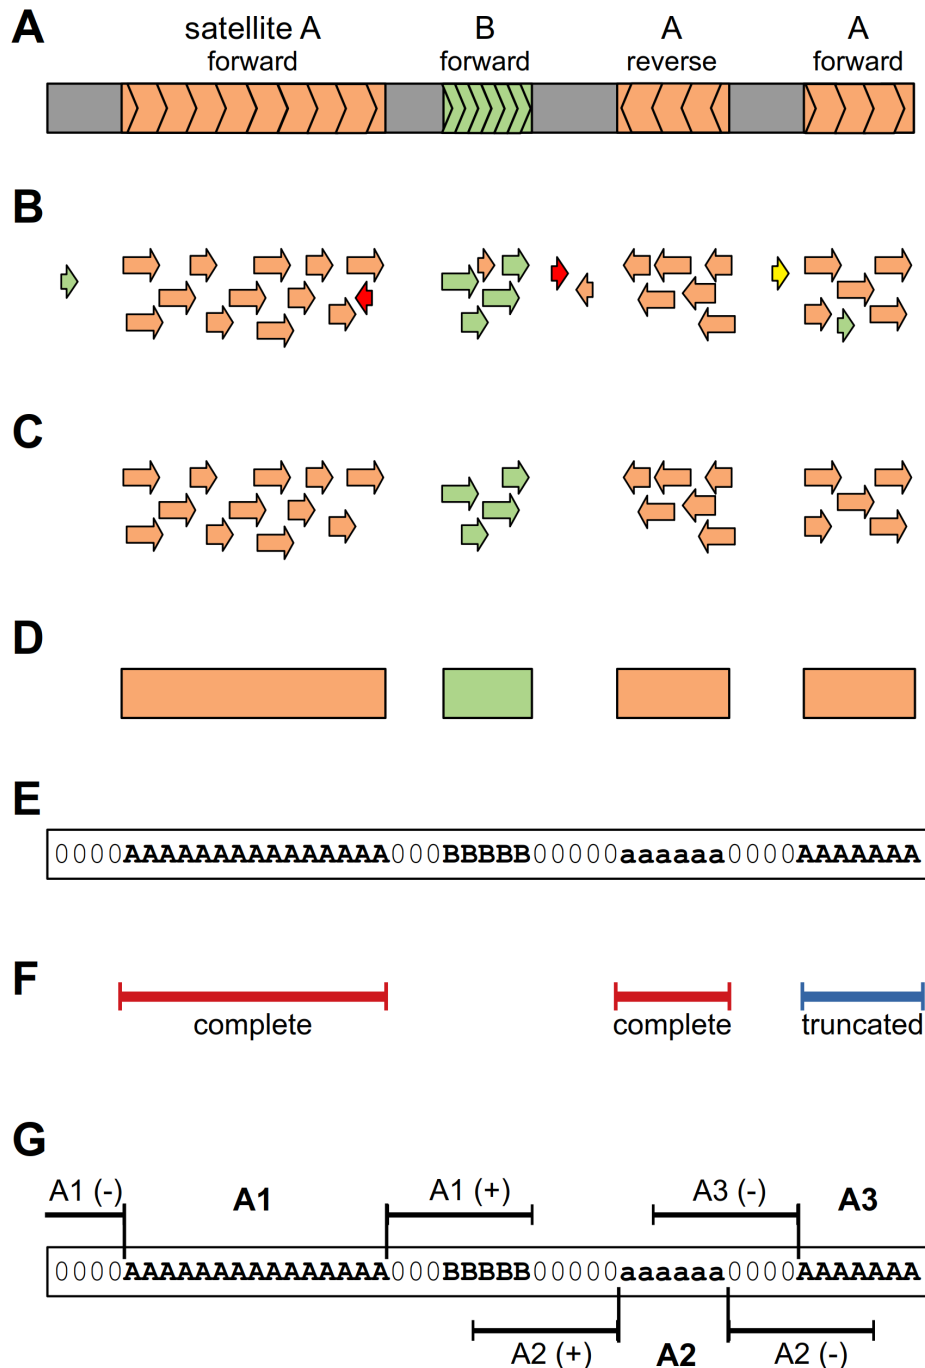 A
satellite A B A A
forward forward reverse forward
B
C
D
E
0000AAAAAAAAAAAAAAA000BBBBB00000aaaaaa0000AAAAAAA
F
complete complete truncated
G
A1 (-) A1 A1 (+) A3 (-) A3
0000AAAAAAAAAAAAAAA000BBBBB00000aaaaaa0000AAAAAAA
A2 (+) A2 A2 (-)